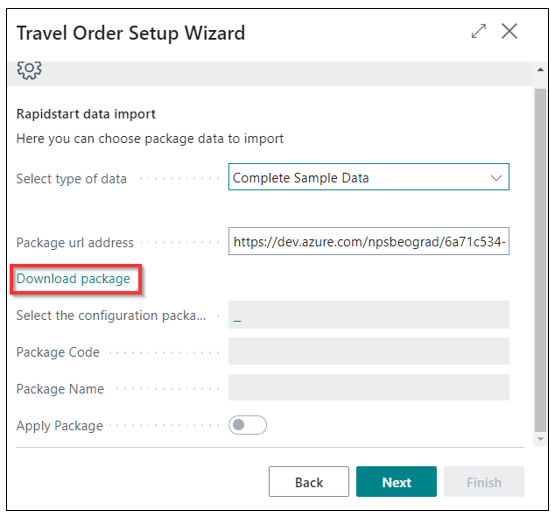 Travel Order Setup Wizard
Rapidstart data import
Here you can choose package data to import
Select type of data
Complete Sample Data
Package url address
https://dev.azure.com/npsbeograd/6a71c534-
Download package
Select the configuration packa...
_
Package Code
Package Name
Apply Package
Back
Next
Finish